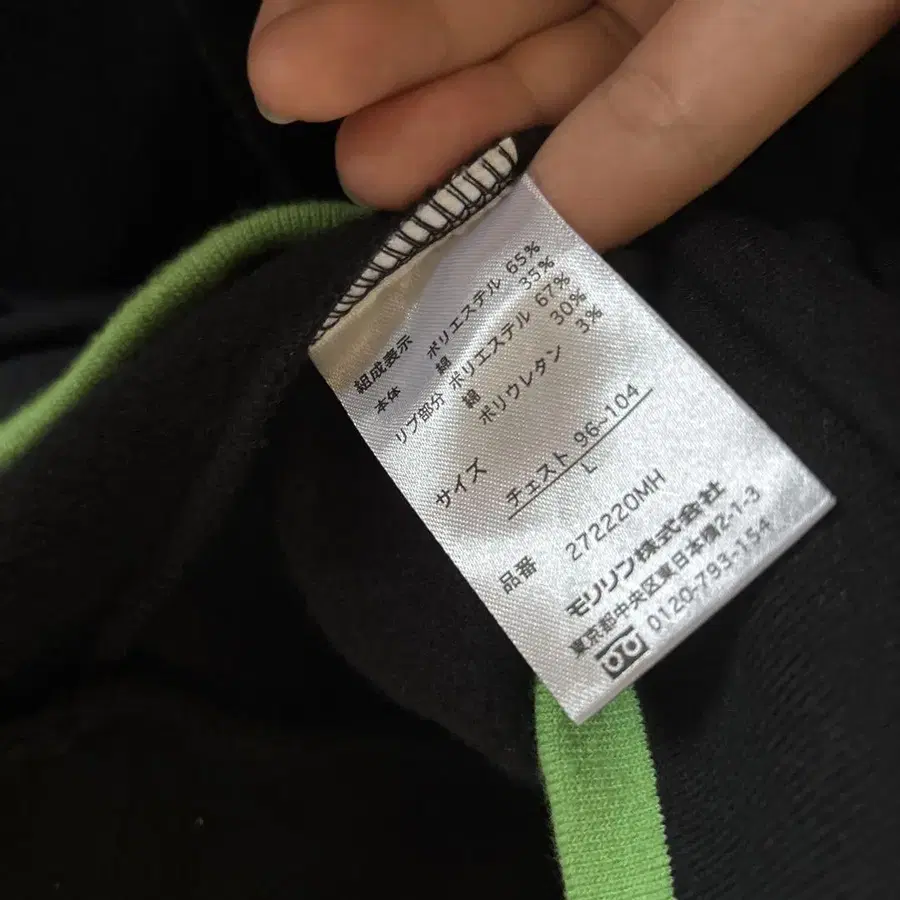 組成表示
本体 ポリエステル 65%
綿 35%
リブ部分 ポリエステル 67%
綿 30%
ポリウレタン 3%
サイズ
チェスト 96~104
L
品番 272220MH
モリリン株式会社
東京都中央区東日本橋2-1-3
0120-793-154